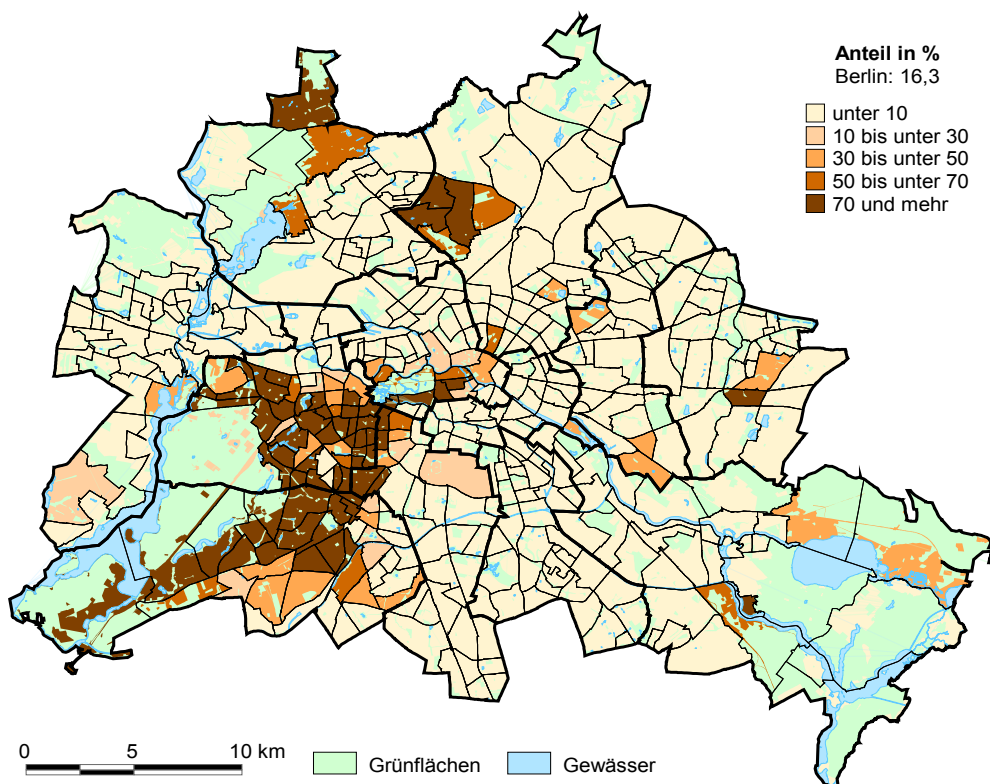 Anteil in %
Berlin: 16,3
unter 10
10 bis unter 30
30 bis unter 50
50 bis unter 70
70 und mehr
0 5 10 km
Grünflächen Gewässer